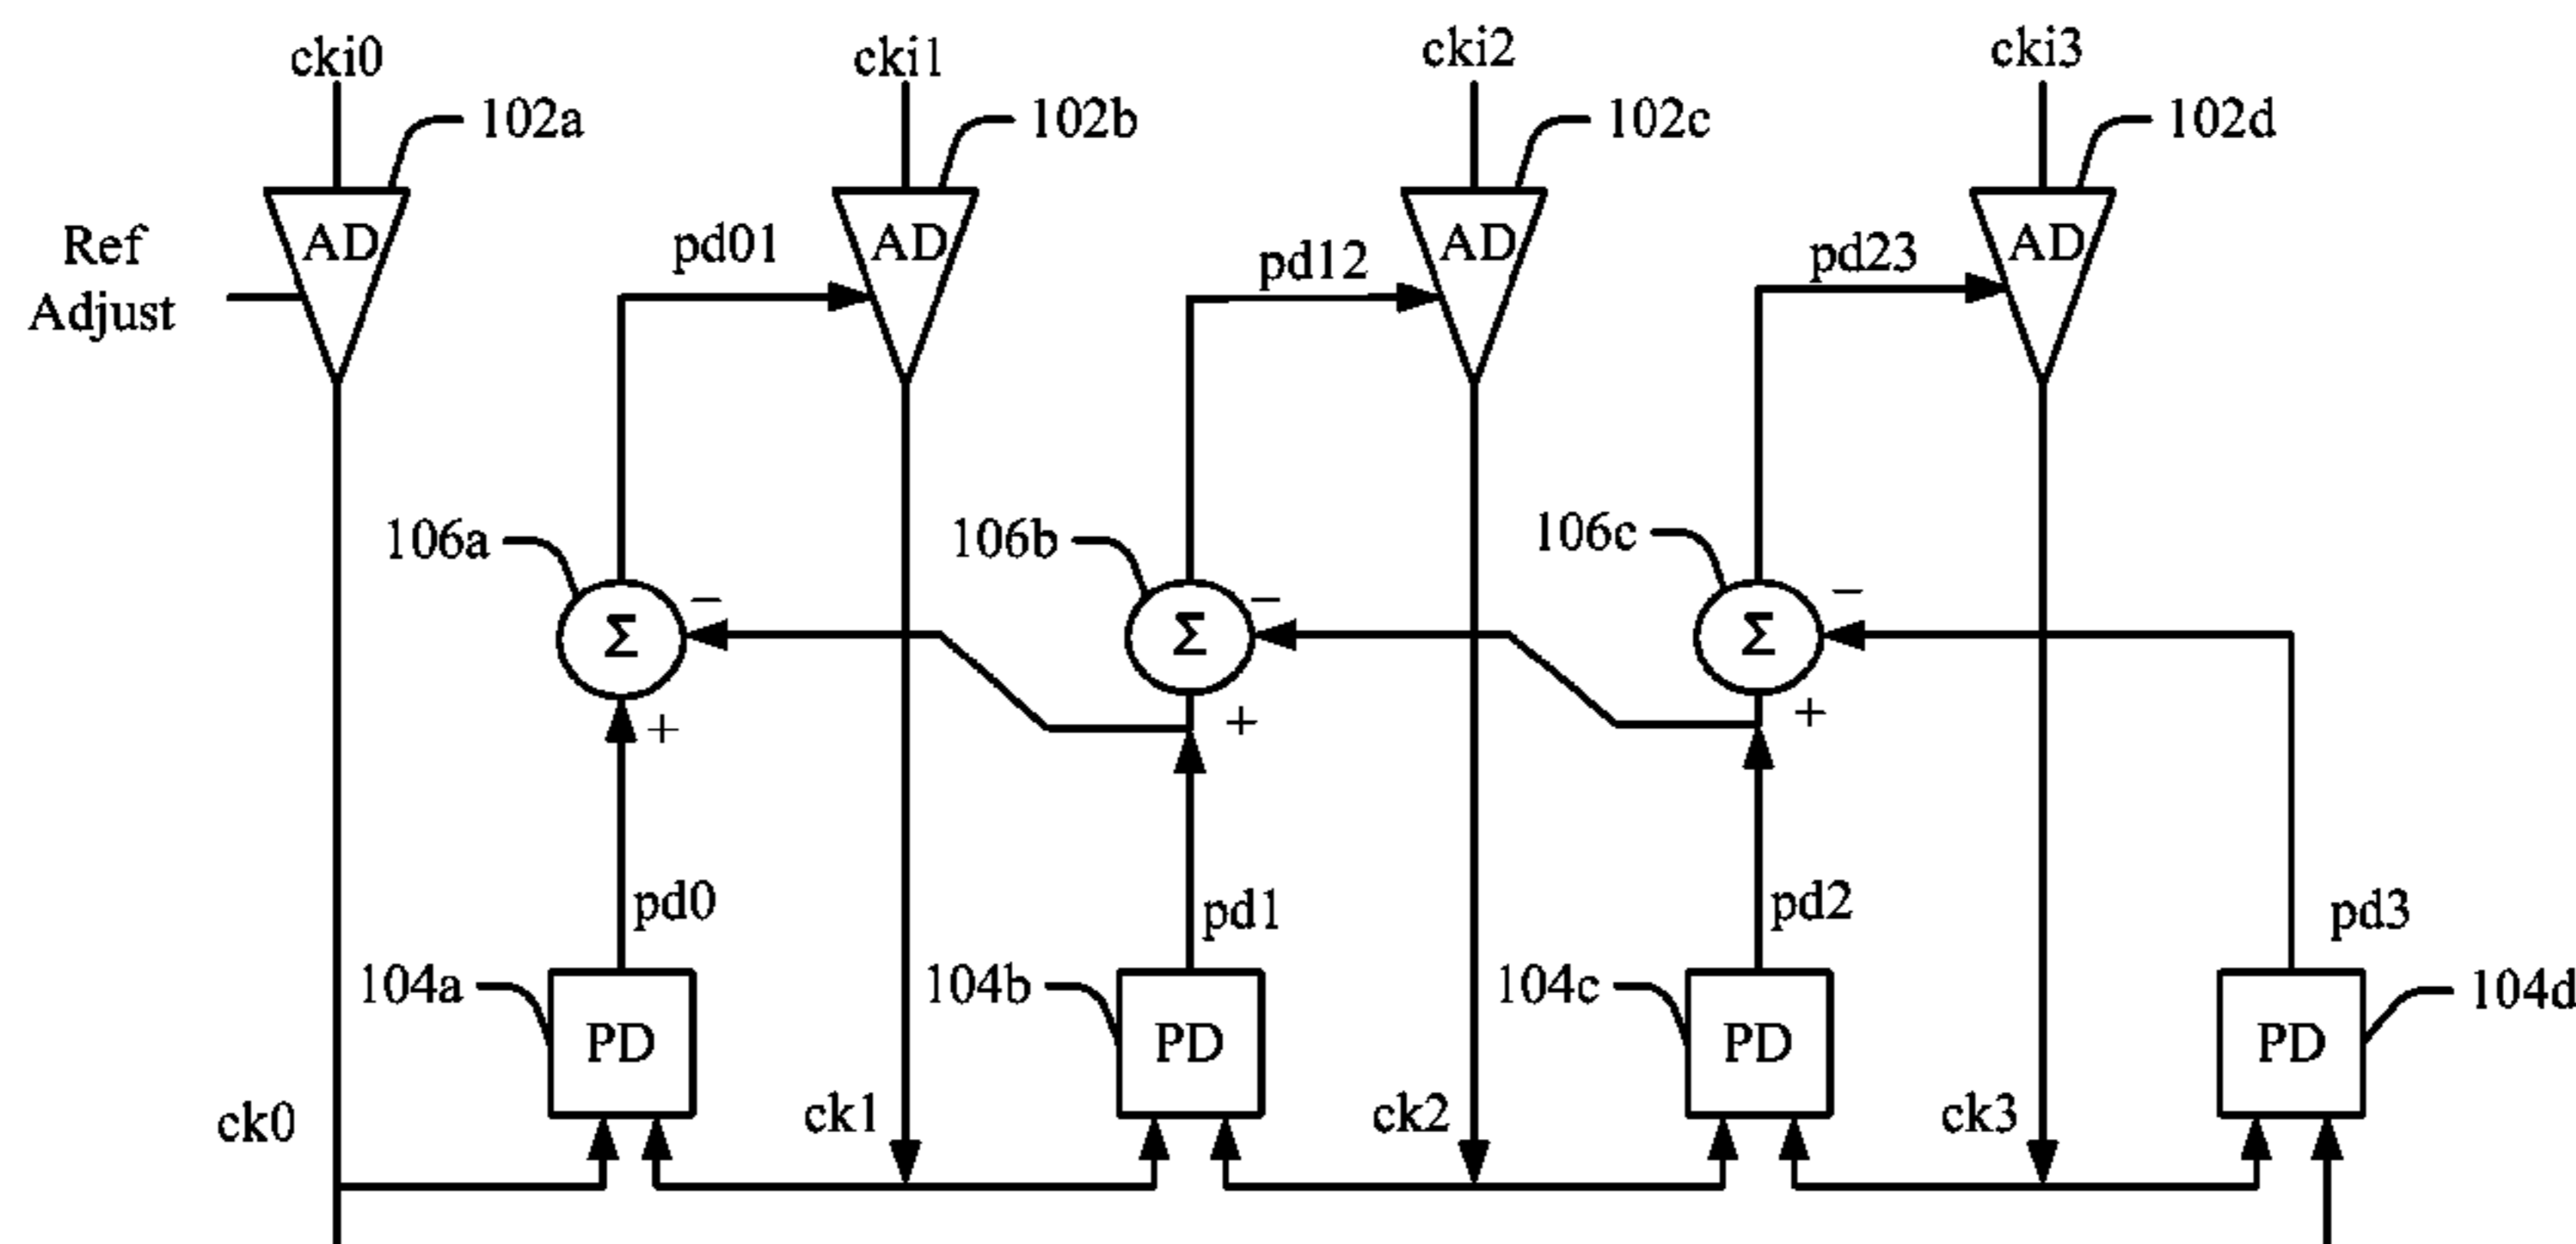 cki0
cki1
cki2
cki3
102a
102b
102c
102d
Ref
Adjust
AD
pd01
AD
pd12
AD
pd23
AD
106a
106b
106c
Σ
−
+
Σ
−
+
Σ
−
+
pd0
pd1
pd2
pd3
104a
104b
104c
104d
PD
PD
PD
PD
ck0
ck1
ck2
ck3